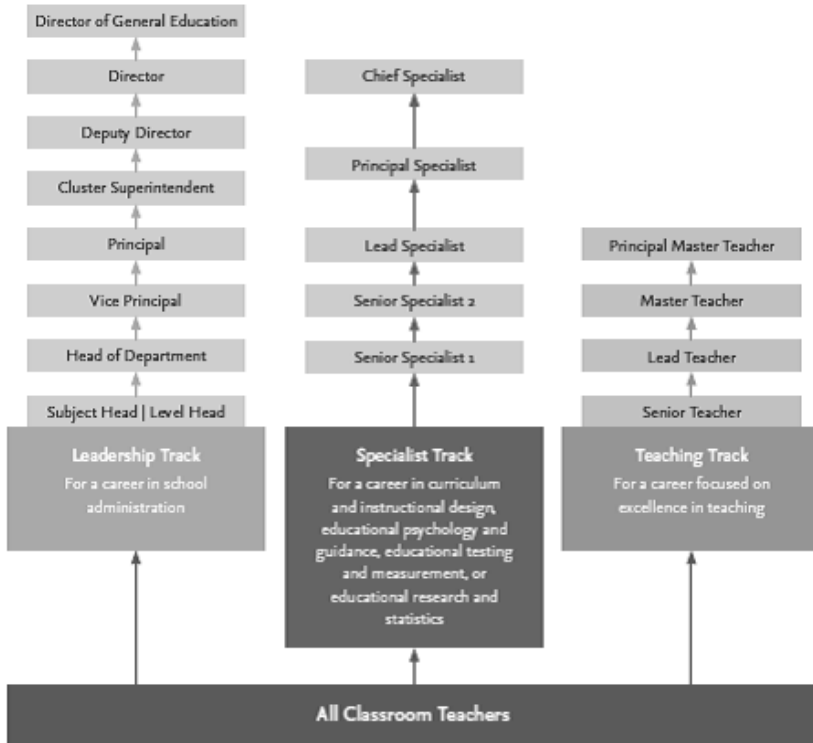 Director of General Education
Director
Deputy Director
Cluster Superintendent
Principal
Vice Principal
Head of Department
Subject Head | Level Head
Leadership Track
For a career in school
administration
Chief Specialist
Principal Specialist
Lead Specialist
Senior Specialist 2
Senior Specialist 1
Specialist Track
For a career in curriculum
and instructional design,
educational psychology and
guidance, educational testing
and measurement, or
educational research and
statistics
Principal Master Teacher
Master Teacher
Lead Teacher
Senior Teacher
Teaching Track
For a career focused on
excellence in teaching
All Classroom Teachers